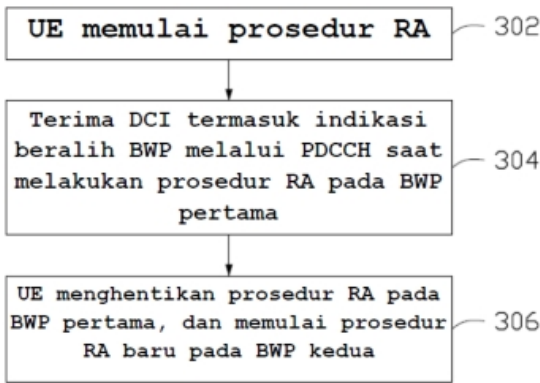 UE memulai prosedur RA
302
Terima DCI termasuk indikasi
beralih BWP melalui PDCCH saat
melakukan prosedur RA pada BWP
pertama
304
UE menghentikan prosedur RA pada
BWP pertama, dan memulai prosedur
RA baru pada BWP kedua
306